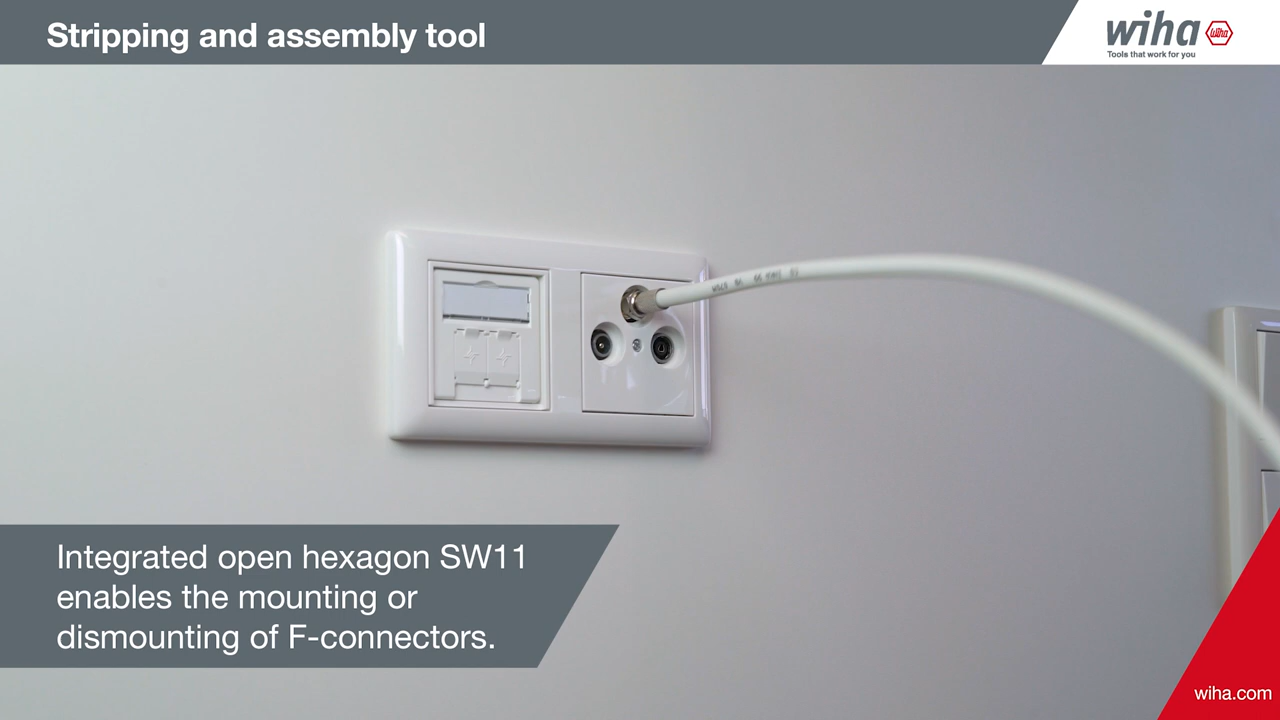 Stripping and assembly tool
wiha
wiha
Tools that work for you
Integrated open hexagon SW11
enables the mounting or
dismounting of F-connectors.
wiha.com